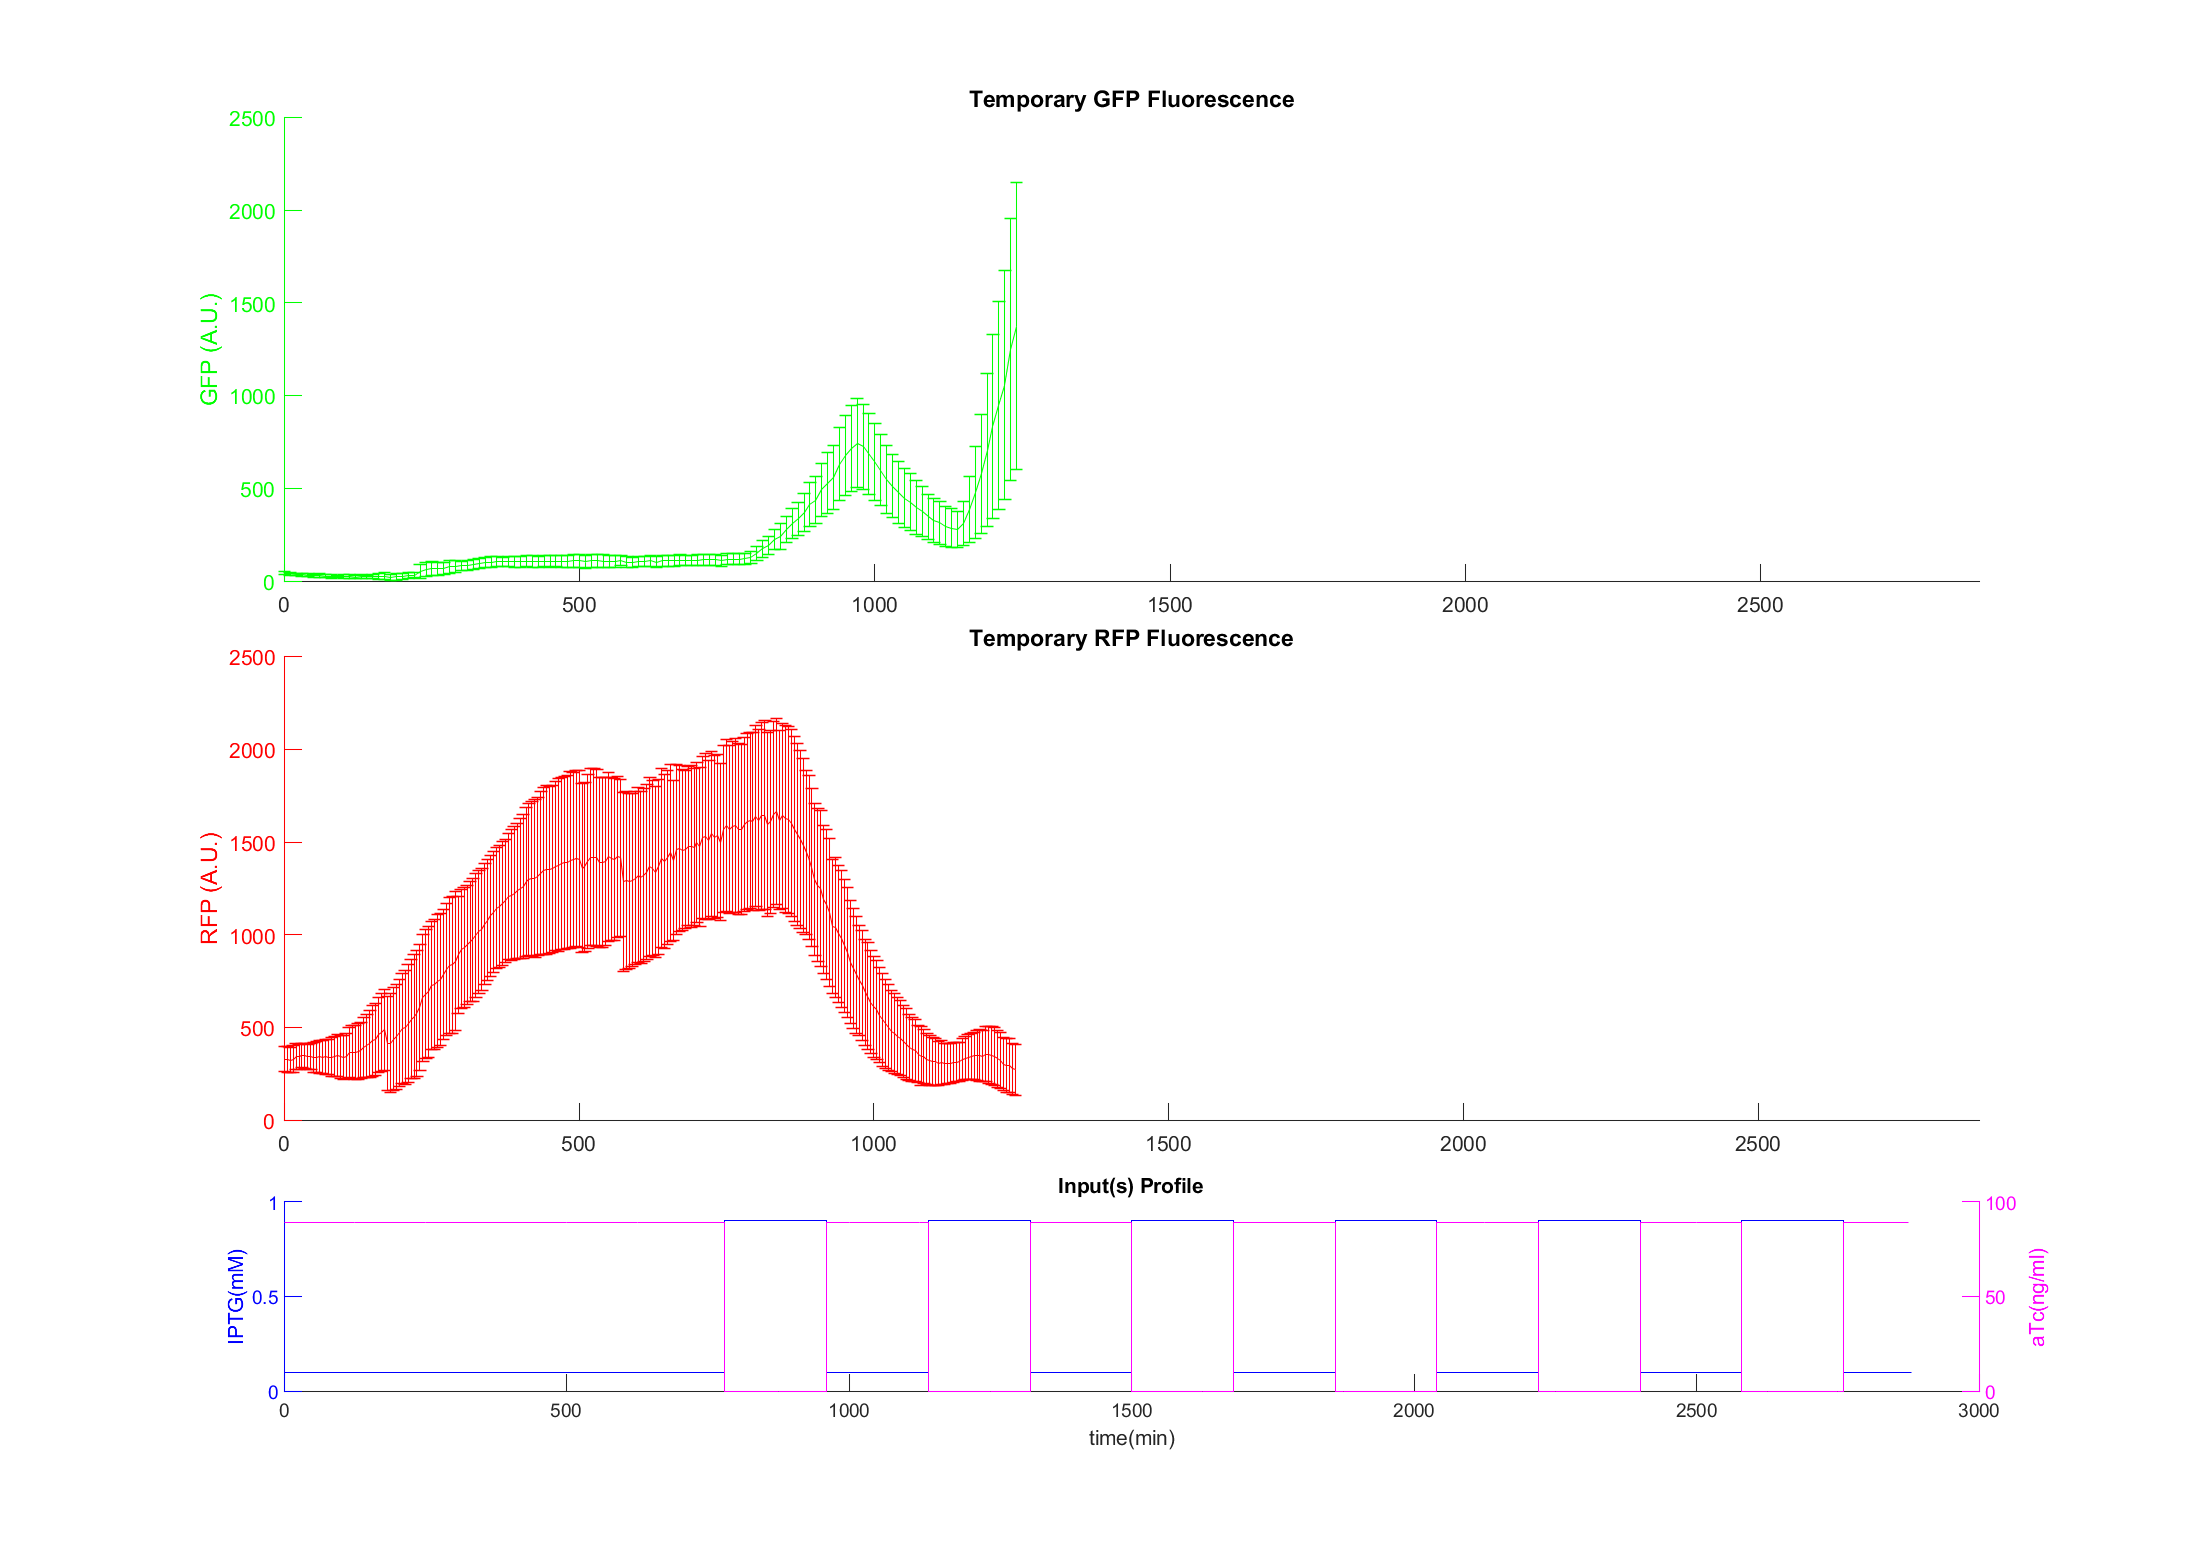 Temporary GFP Fluorescence
2500
2000
1500
1000
500
0
GFP (A.U.)
0 500 1000 1500 2000 2500
Temporary RFP Fluorescence
2500
2000
1500
1000
500
0
RFP (A.U.)
0 500 1000 1500 2000 2500
Input(s) Profile
1
0.5
0
IPTG(mM)
100
50
0
aTc(ng/ml)
0 500 1000 1500 2000 2500 3000
time(min)